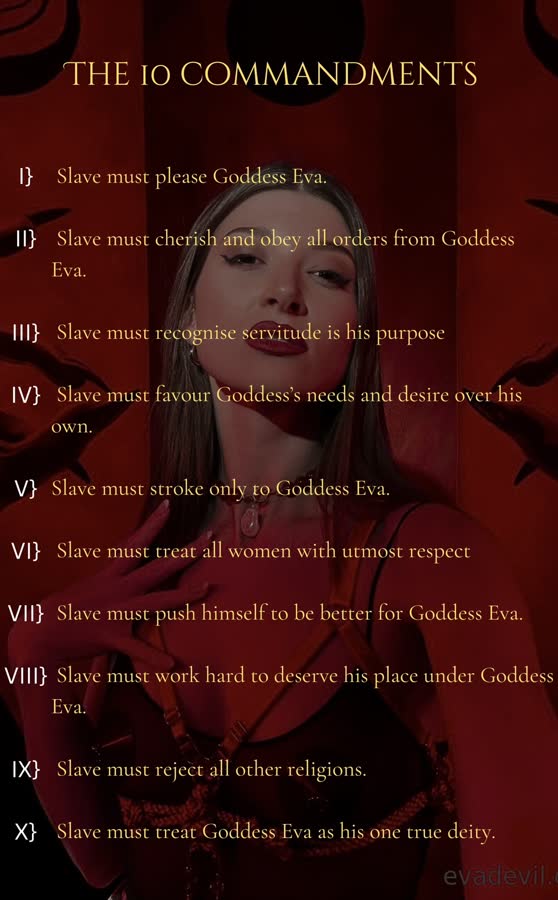 THE 10 COMMANDMENTS
I} Slave must please Goddess Eva.
II} Slave must cherish and obey all orders from Goddess
Eva.
III} Slave must recognise servitude is his purpose
IV} Slave must favour Goddess's needs and desire over his
own.
V} Slave must stroke only to Goddess Eva.
VI} Slave must treat all women with utmost respect
VII} Slave must push himself to be better for Goddess Eva.
VIII} Slave must work hard to deserve his place under Goddess
Eva.
IX} Slave must reject all other religions.
X} Slave must treat Goddess Eva as his one true deity.